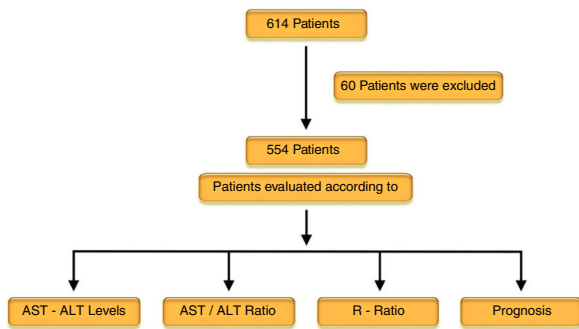 614 Patients
60 Patients were excluded
554 Patients
Patients evaluated according to
AST - ALT Levels
AST / ALT Ratio
R - Ratio
Prognosis